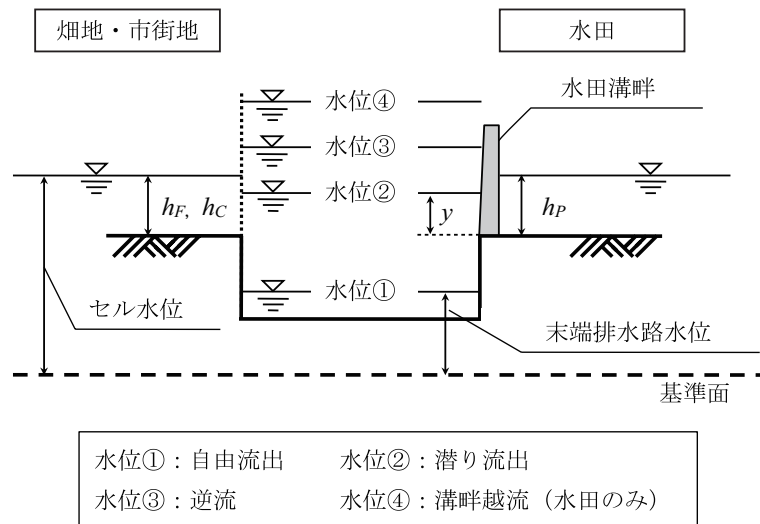 畑地・市街地
水田
水位④
水田溝畔
水位③
水位②
h_F, h_C
y
h_P
水位①
セル水位
末端排水路水位
基準面
水位①：自由流出 水位②：潜り流出
水位③：逆流 水位④：溝畔越流（水田のみ）